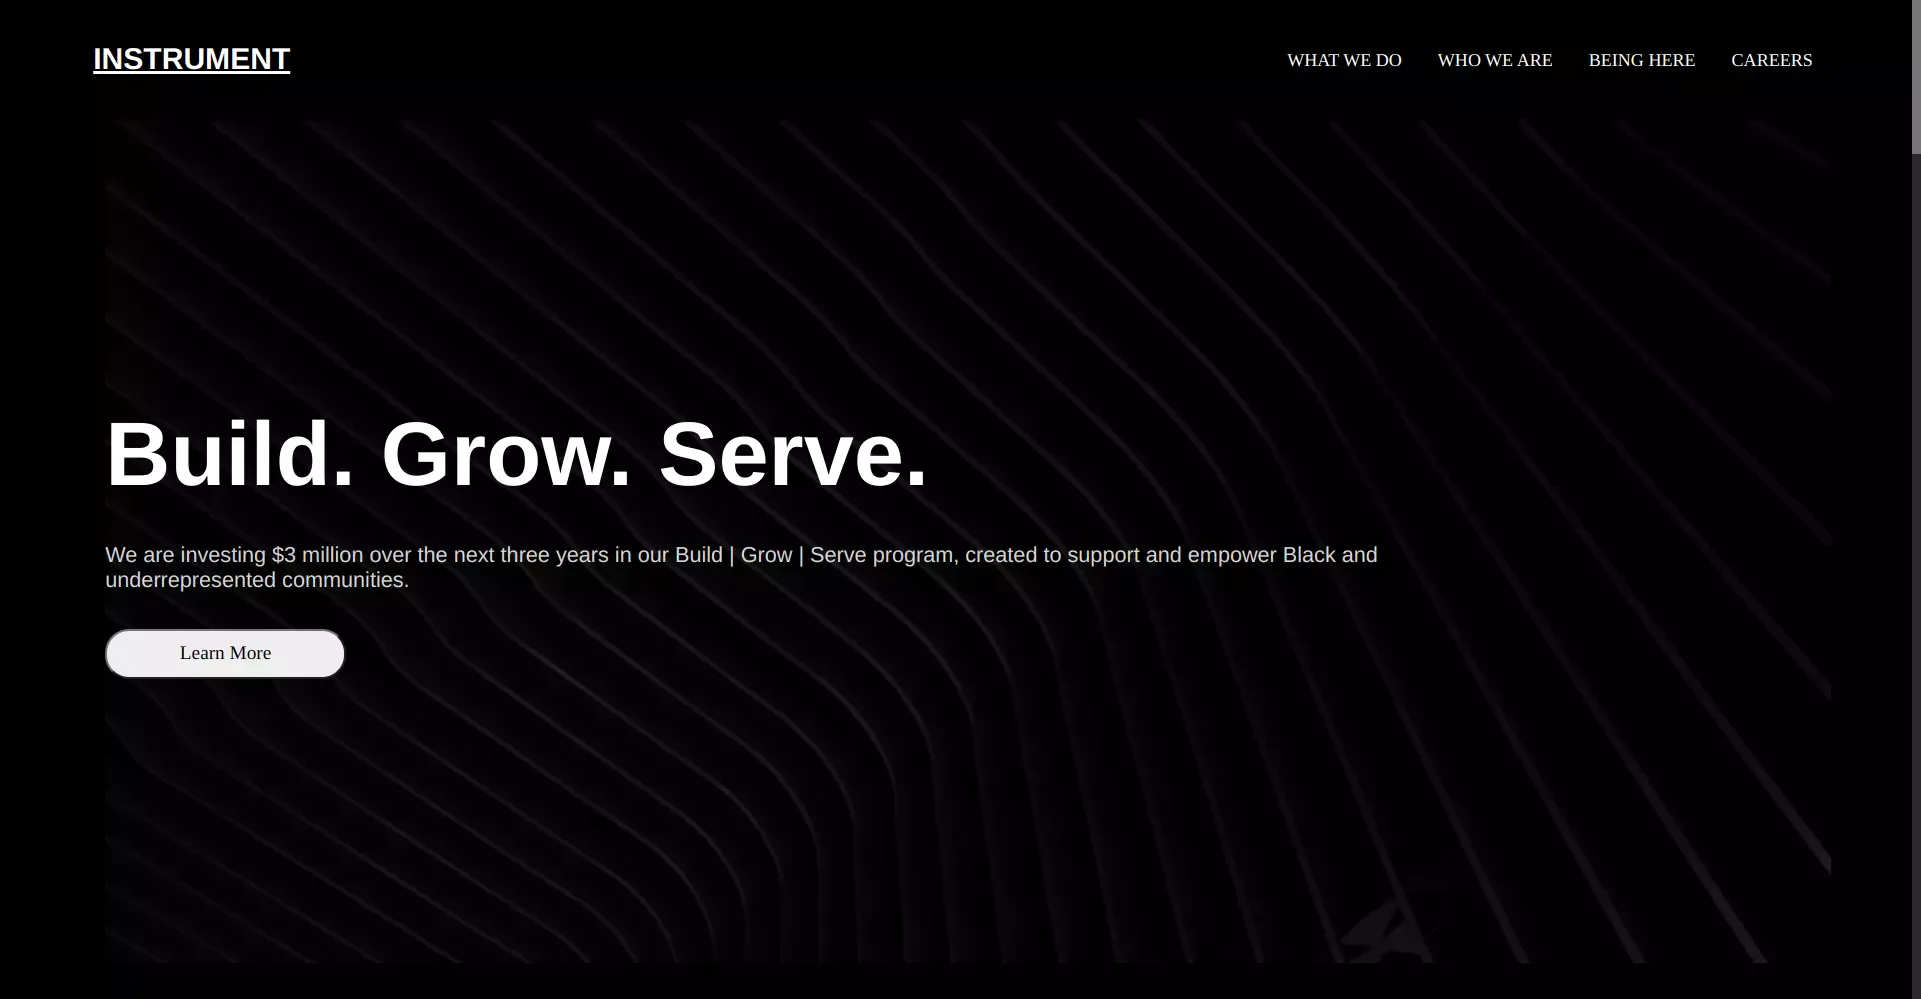 INSTRUMENT
WHAT WE DO WHO WE ARE BEING HERE CAREERS
Build. Grow. Serve.
We are investing $3 million over the next three years in our Build | Grow | Serve program, created to support and empower Black and
underrepresented communities.
Learn More